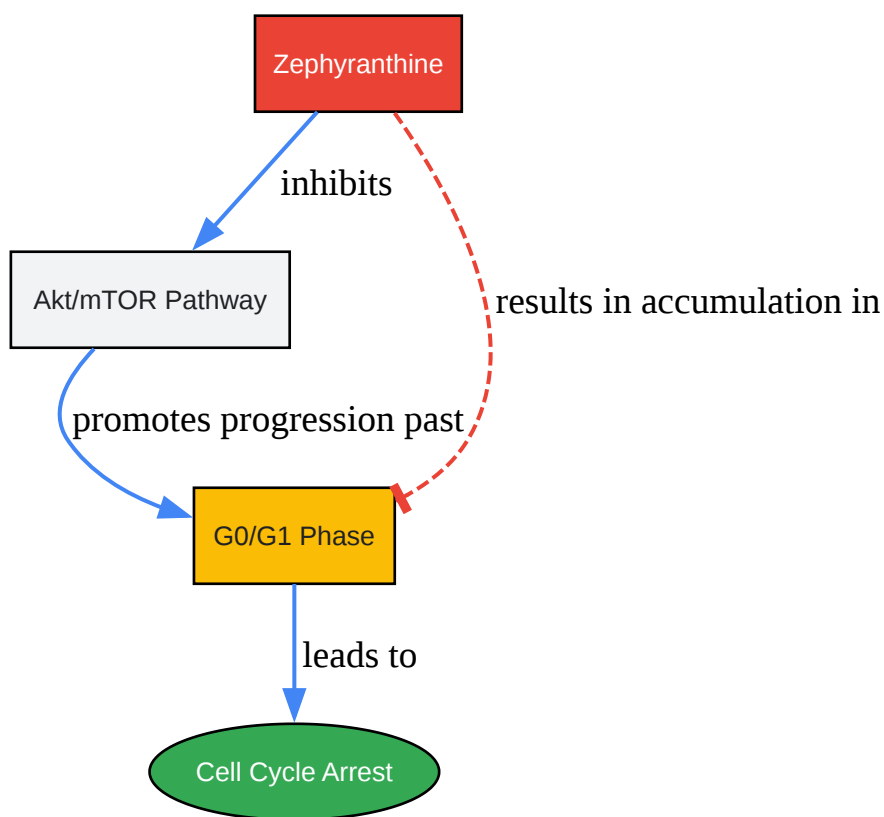 Zephyranthine
inhibits
Akt/mTOR Pathway
results in accumulation in
promotes progression past
G0/G1 Phase
leads to
Cell Cycle Arrest